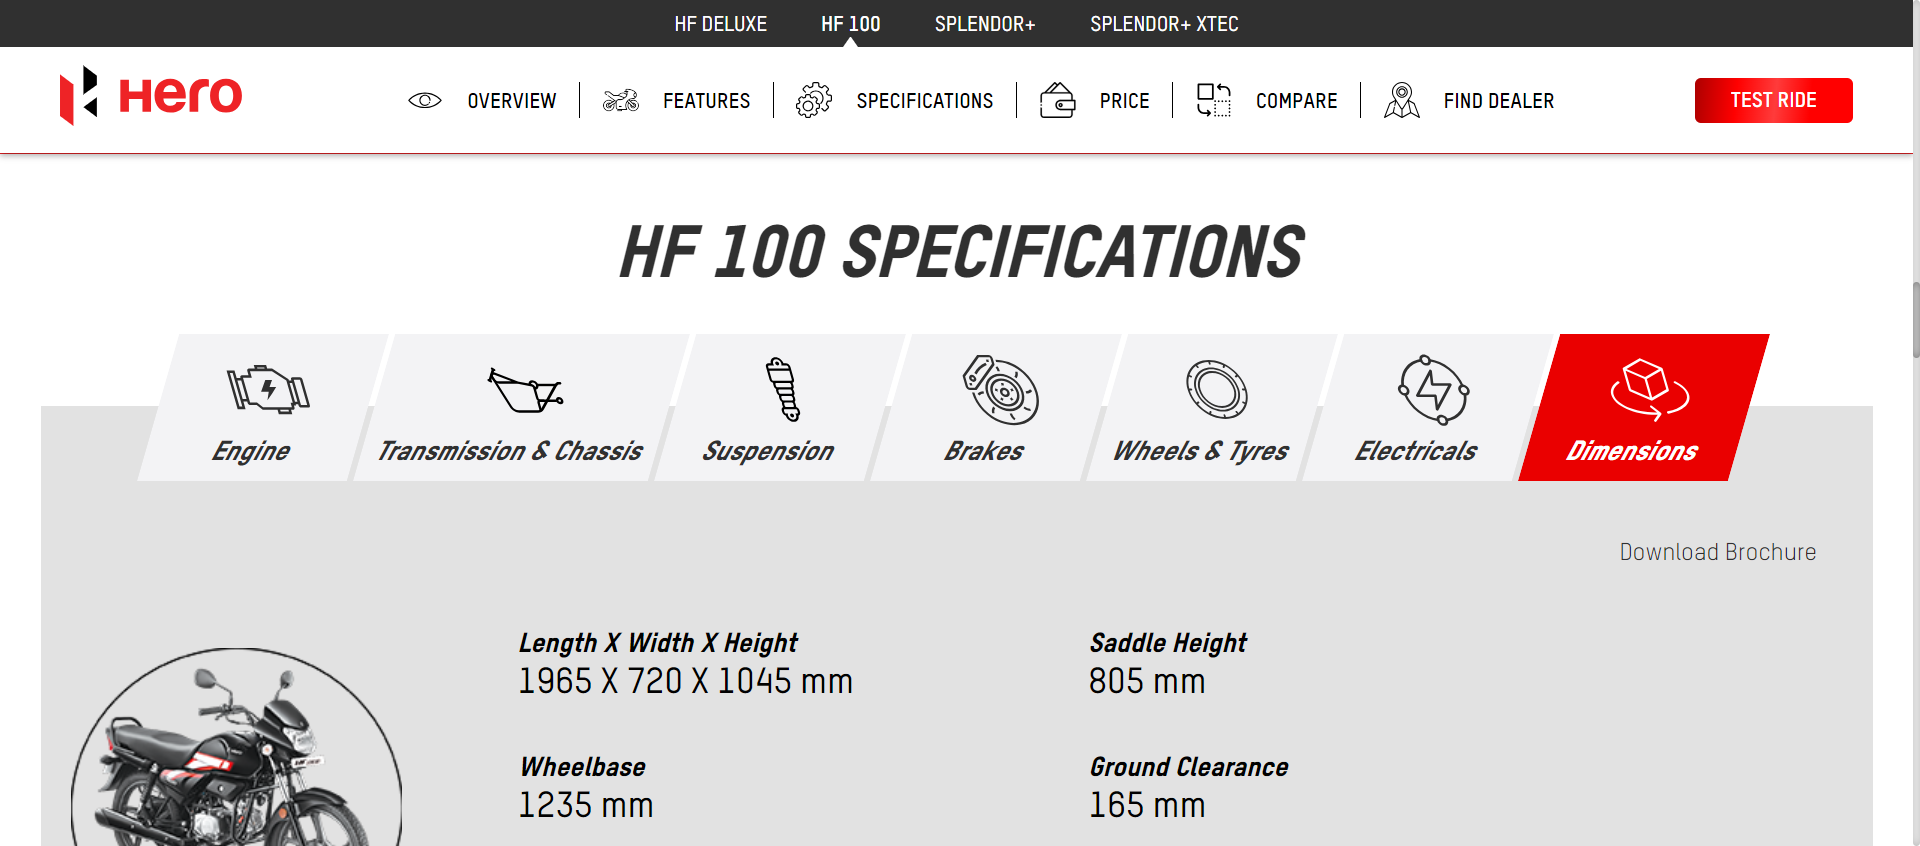 HF DELUXE HF 100 SPLENDOR+ SPLENDOR+ XTEC
Hero OVERVIEW FEATURES SPECIFICATIONS PRICE COMPARE FIND DEALER TEST RIDE
HF 100 SPECIFICATIONS
Engine Transmission & Chassis Suspension Brakes Wheels & Tyres Electricals Dimensions
Download Brochure
Length X Width X Height
1965 X 720 X 1045 mm
Saddle Height
805 mm
Wheelbase
1235 mm
Ground Clearance
165 mm